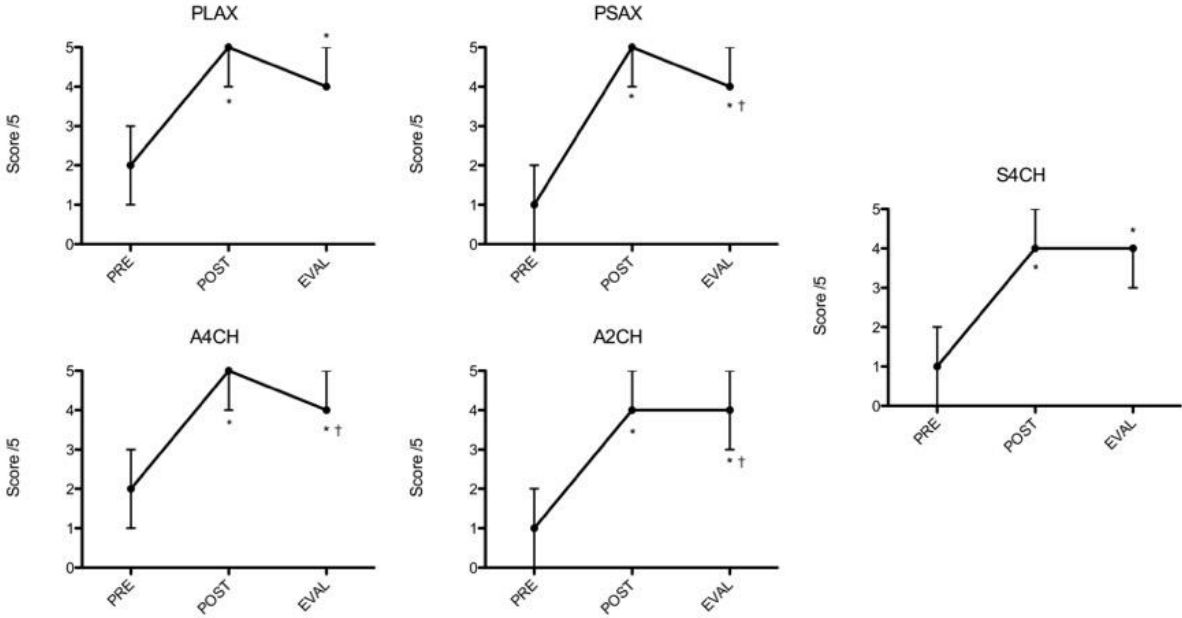 PLAX
Score /5
5
4
3
2
1
0
*
*
PRE
POST
EVAL
PSAX
Score /5
5
4
3
2
1
0
*
* †
PRE
POST
EVAL
A4CH
Score /5
5
4
3
2
1
0
*
* †
PRE
POST
EVAL
A2CH
Score /5
5
4
3
2
1
0
*
* †
PRE
POST
EVAL
S4CH
Score /5
5
4
3
2
1
0
*
*
PRE
POST
EVAL